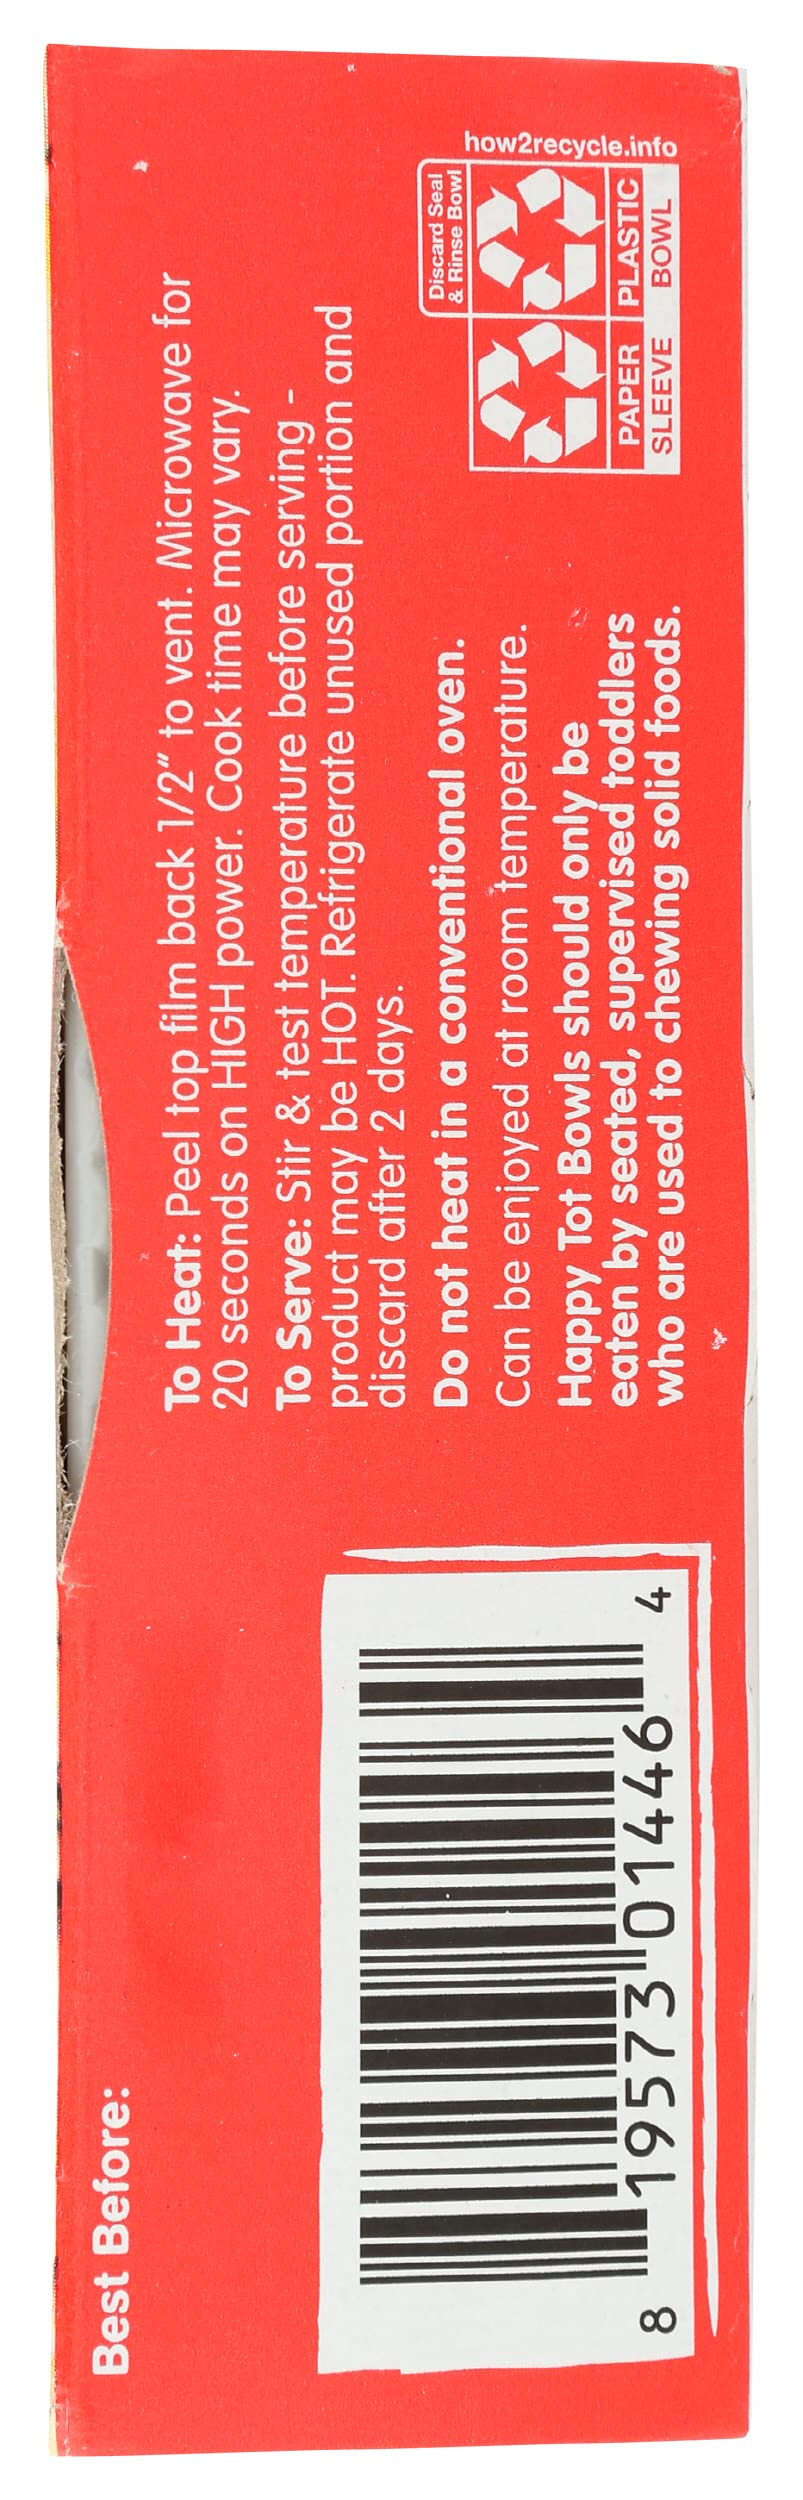 Best Before:
8 19573 01446 4
To Heat: Peel top film back 1/2" to vent. Microwave for
20 seconds on HIGH power. Cook time may vary.
To Serve: Stir & test temperature before serving -
product may be HOT. Refrigerate unused portion and
discard after 2 days.
Do not heat in a conventional oven.
Can be enjoyed at room temperature.
Happy Tot Bowls should only be
eaten by seated, supervised toddlers
who are used to chewing solid foods.
Discard Seal
& Rinse Bowl
PAPER
SLEEVE
PLASTIC
BOWL
how2recycle.info